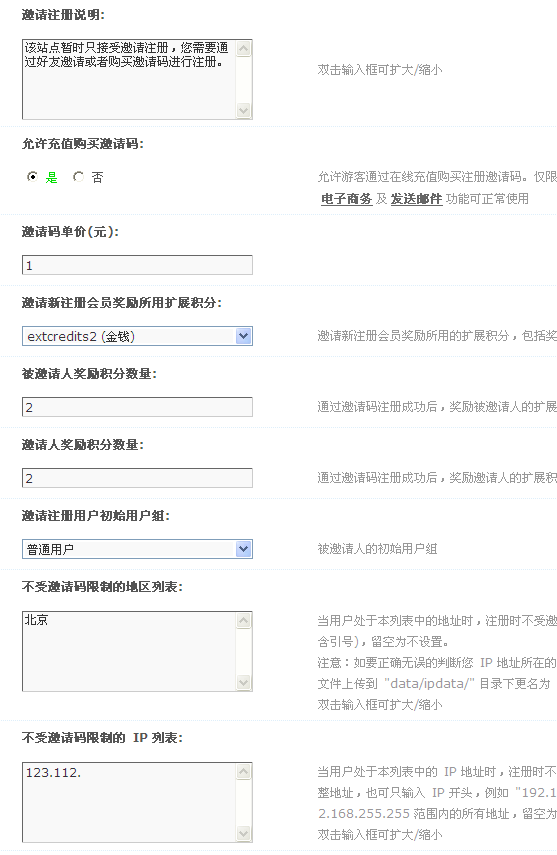 邀请注册说明:
该站点暂时只接受邀请注册，您需要通
过好友邀请或者购买邀请码进行注册。
双击输入框可扩大/缩小
允许充值购买邀请码:
是 否
允许游客通过在线充值购买注册邀请码。仅限
电子商务 及 发送邮件 功能可正常使用
邀请码单价(元):
1
邀请新注册会员奖励所用扩展积分:
extcredits2 (金钱)
邀请新注册会员奖励所用的扩展积分，包括奖
被邀请人奖励积分数量:
2
通过邀请码注册成功后，奖励被邀请人的扩展
邀请人奖励积分数量:
2
通过邀请码注册成功后，奖励邀请人的扩展积
邀请注册用户初始用户组:
普通用户
被邀请人的初始用户组
不受邀请码限制的地区列表:
北京
当用户处于本列表中的地址时，注册时不受邀
含引号)，留空为不设置。
注意：如要正确无误的判断您 IP 地址所在的
文件上传到 "data/ipdata/" 目录下更名为
双击输入框可扩大/缩小
不受邀请码限制的 IP 列表:
123.112.
当用户处于本列表中的 IP 地址时，注册时不
整地址，也可只输入 IP 开头，例如 "192.1
2.168.255.255 范围内的所有地址，留空为
双击输入框可扩大/缩小